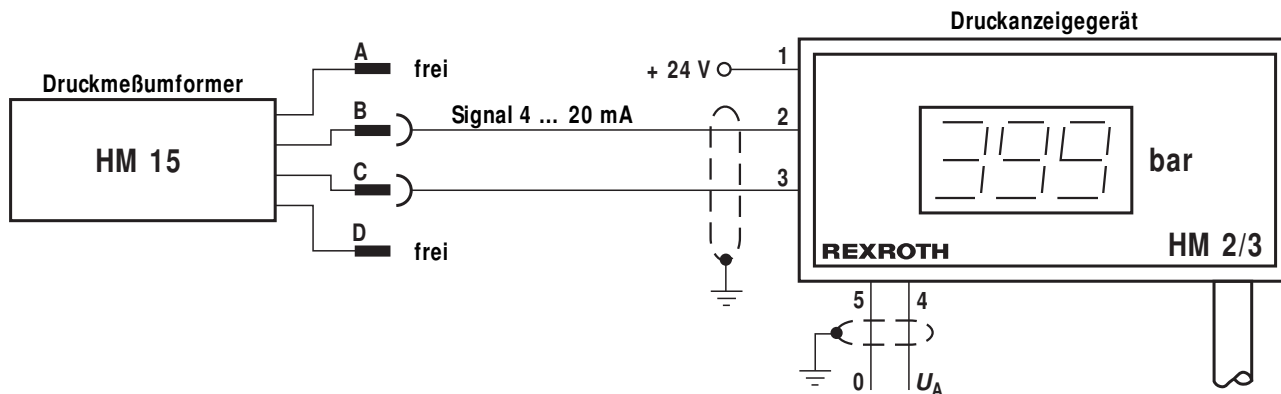 Druckanzeigegerät
Druckmeßumformer
HM 15
A
frei
B
Signal 4 ... 20 mA
C
D
frei
+ 24 V
1
2
3
399
bar
REXROTH
HM 2/3
5
4
0
UA